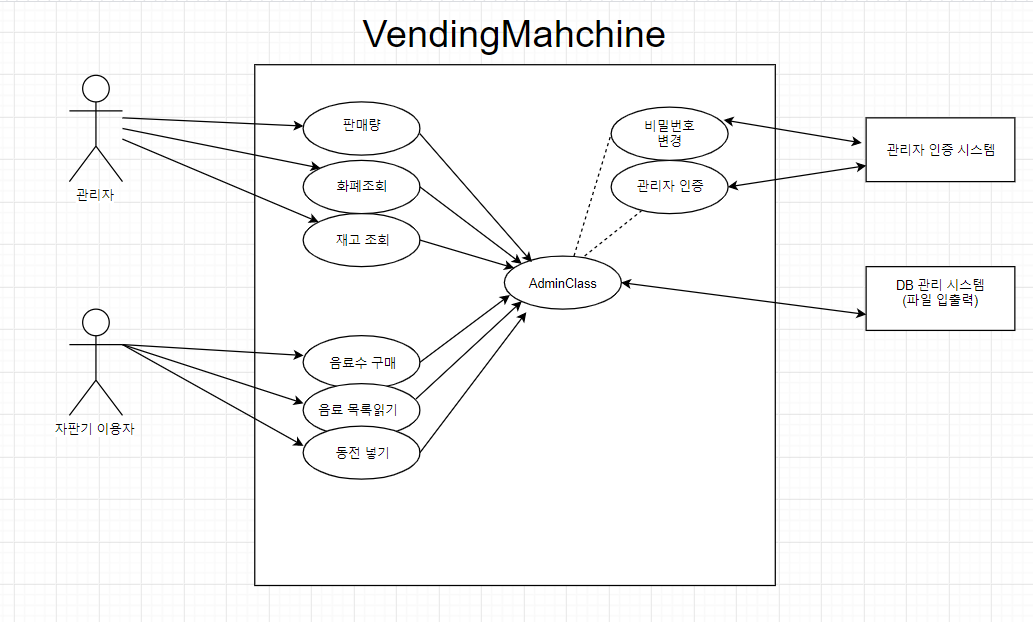 VendingMahchine
판매량
화폐조회
재고 조회
관리자
비밀번호
변경
관리자 인증
관리자 인증 시스템
AdminClass
DB 관리 시스템
(파일 입출력)
음료수 구매
음료 목록읽기
동전 넣기
자판기 이용자